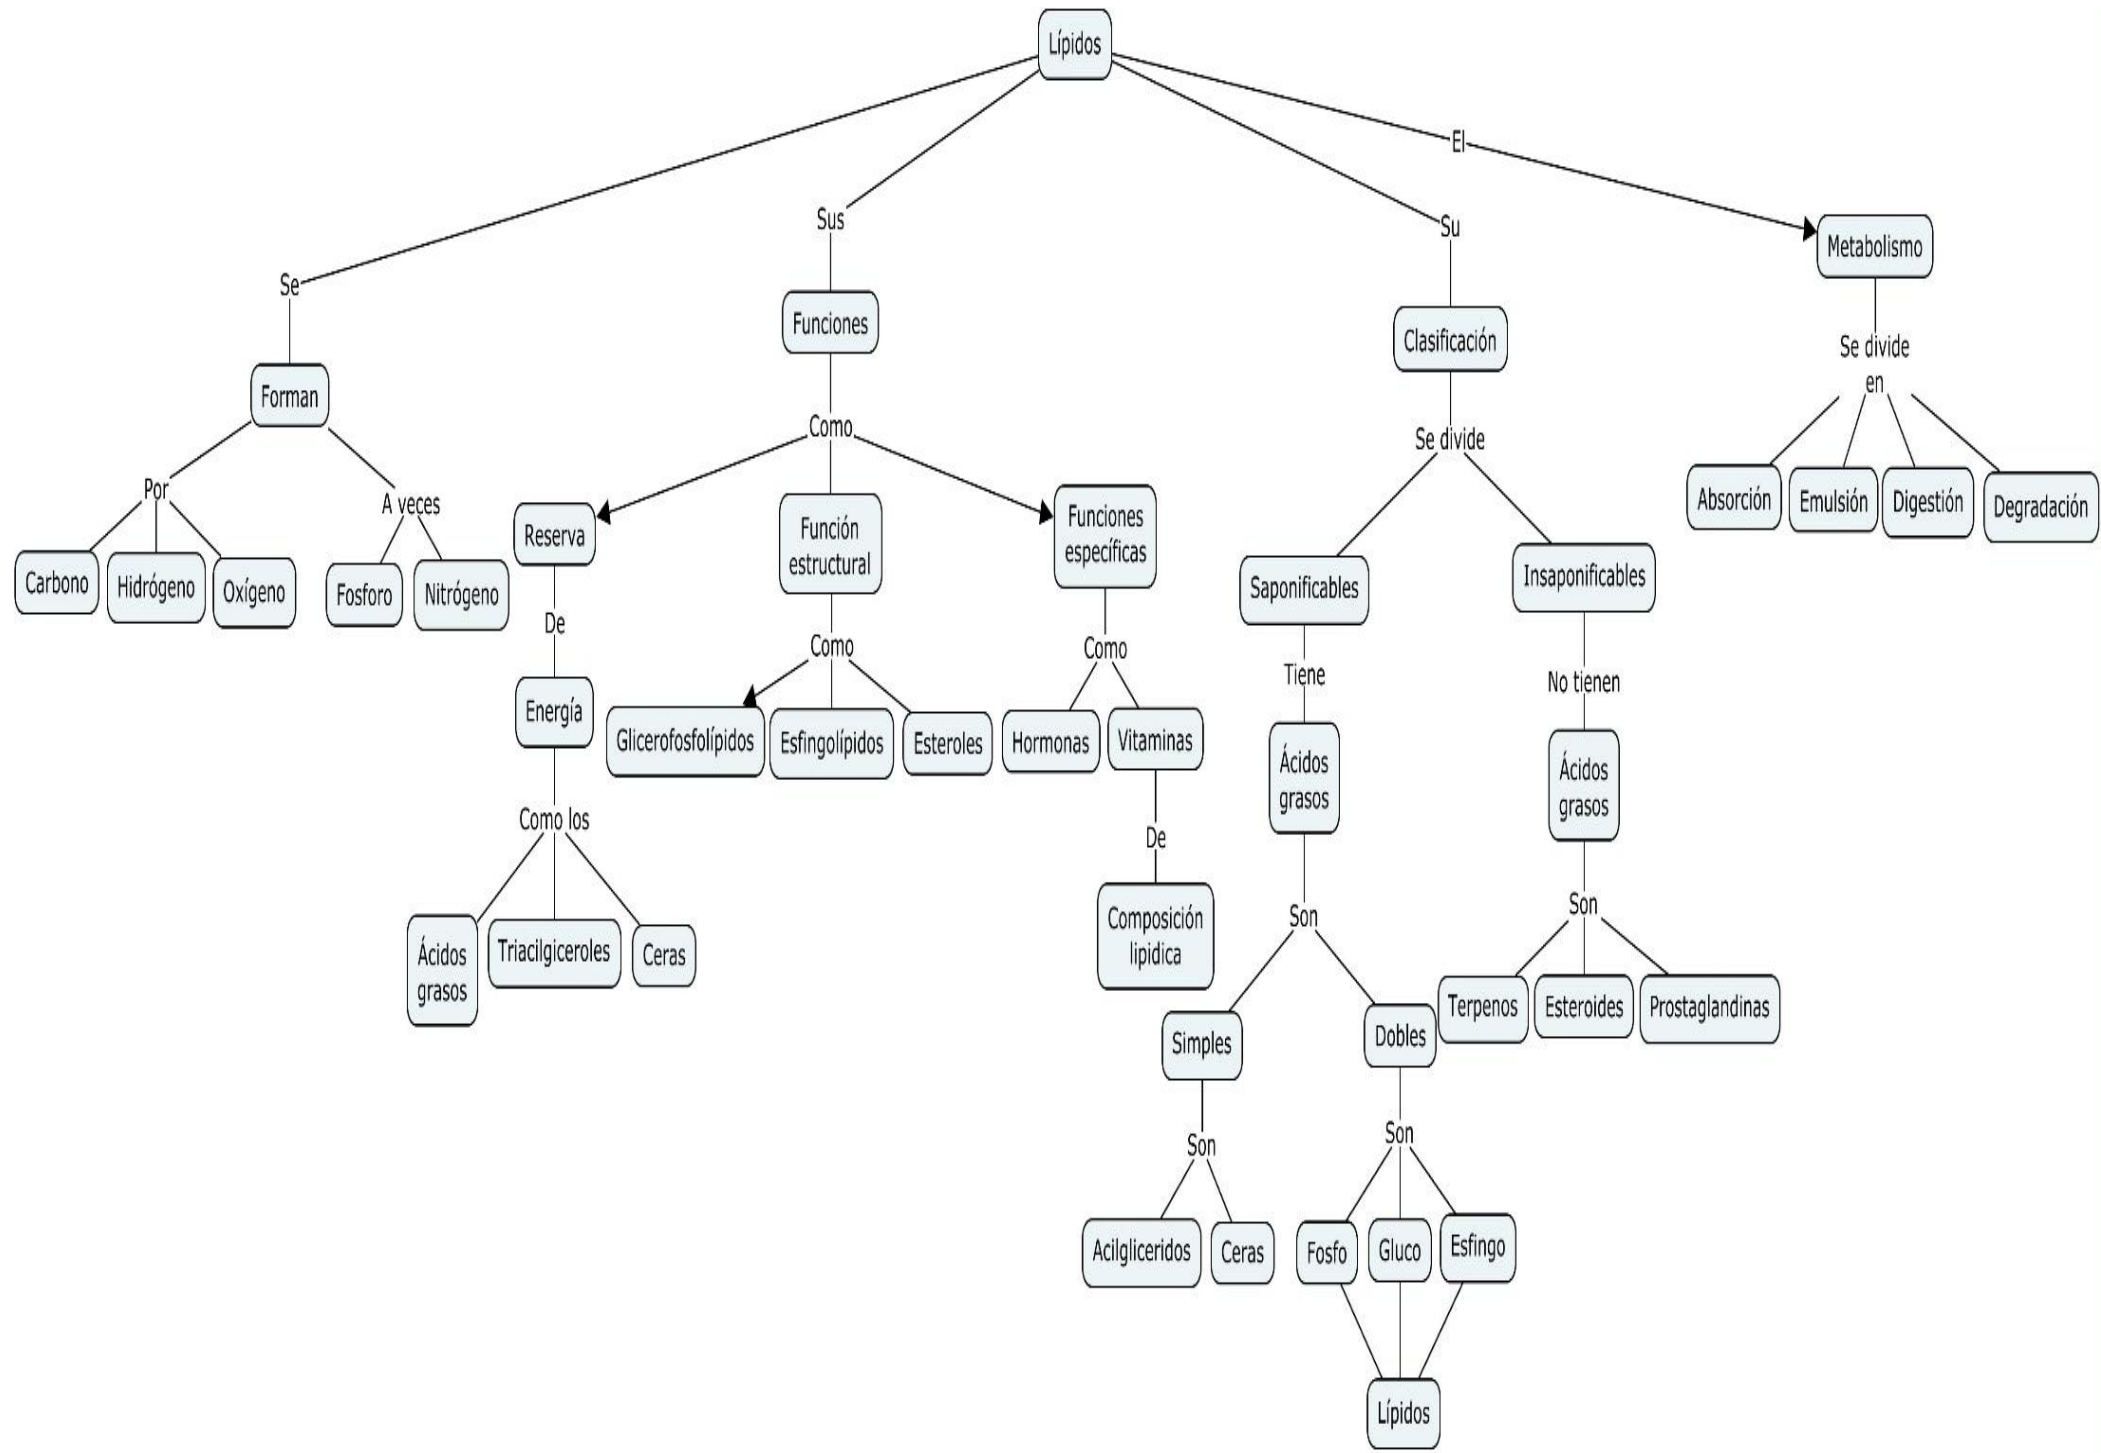 Lípidos
El
Sus
Su
Metabolismo
Se
Funciones
Clasificación
Se divide
en
Forman
Como
Se divide
Por
A veces
Absorción
Emulsión
Digestión
Degradación
Reserva
Función
estructural
Funciones
específicas
Carbono
Hidrógeno
Oxígeno
Fosforo
Nitrógeno
Saponificables
Insaponificables
De
Como
Como
Tiene
No tienen
Energía
Glicerofosfolípidos
Esfingolípidos
Esteroles
Hormonas
Vitaminas
Ácidos
grasos
Ácidos
grasos
Como los
De
Son
Son
Ácidos
grasos
Triacilgiceroles
Ceras
Composición
lipidica
Simples
Dobles
Terpenos
Esteroides
Prostaglandinas
Son
Son
Acilgliceridos
Ceras
Fosfo
Gluco
Esfingo
Lípidos